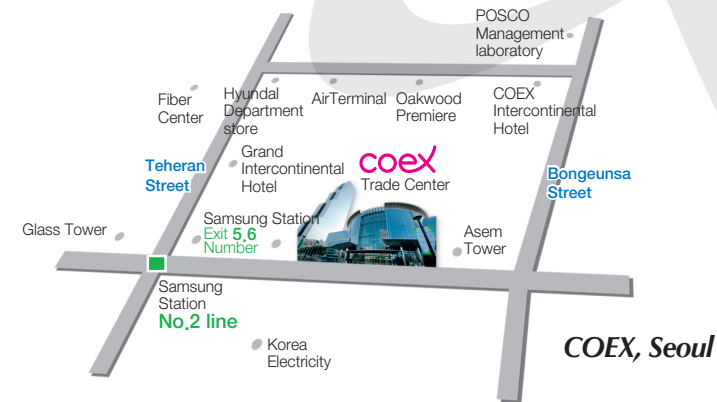 POSCO
Management
laboratory
Fiber
Center
Hyundal
Department
store
AirTerminal
Oakwood
Premiere
COEX
Intercontinental
Hotel
Grand
Intercontinental
Hotel
coex
Trade Center
Teheran
Street
Bongeunsa
Street
Glass Tower
Samsung Station
Exit 5,6
Number
Asem
Tower
Samsung
Station
No.2 line
Korea
Electricity
COEX, Seoul